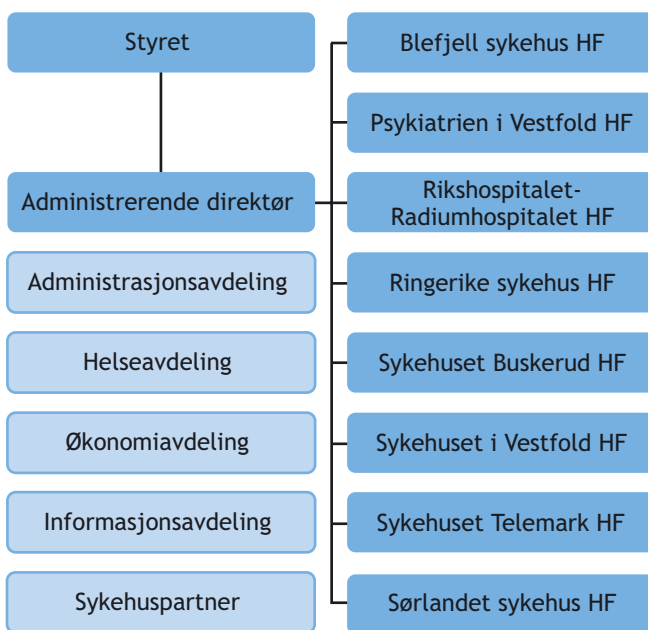 Styret
Administrerende direktør
Administrasjonsavdeling
Helseavdeling
Økonomiavdeling
Informasjonsavdeling
Sykehuspartner
Blefjell sykehus HF
Psykiatrien i Vestfold HF
Rikshospitalet-
Radiumhospitalet HF
Ringerike sykehus HF
Sykehuset Buskerud HF
Sykehuset i Vestfold HF
Sykehuset Telemark HF
Sørlandet sykehus HF